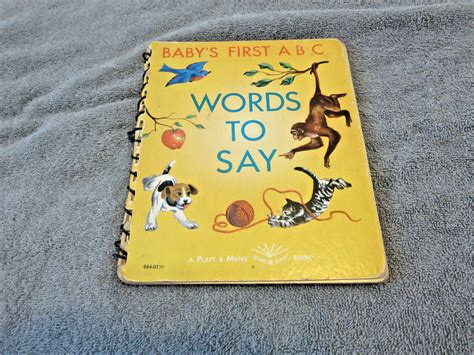 BABY'S FIRST A B C
WORDS
TO
SAY
A PLATT & MUNK
BOOK